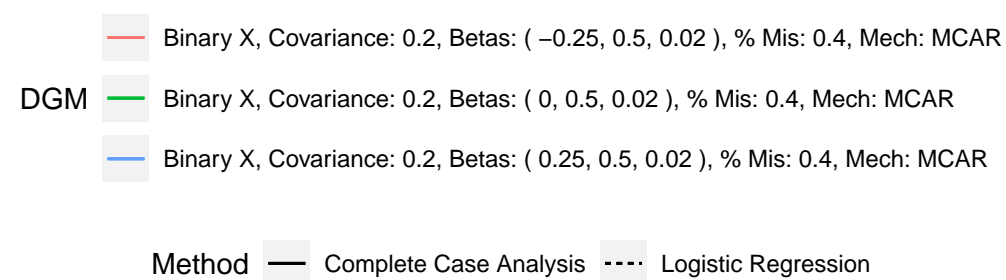 Binary X, Covariance: 0.2, Betas: ( −0.25, 0.5, 0.02 ), % Mis: 0.4, Mech: MCAR
DGM Binary X, Covariance: 0.2, Betas: ( 0, 0.5, 0.02 ), % Mis: 0.4, Mech: MCAR
Binary X, Covariance: 0.2, Betas: ( 0.25, 0.5, 0.02 ), % Mis: 0.4, Mech: MCAR
Method Complete Case Analysis Logistic Regression